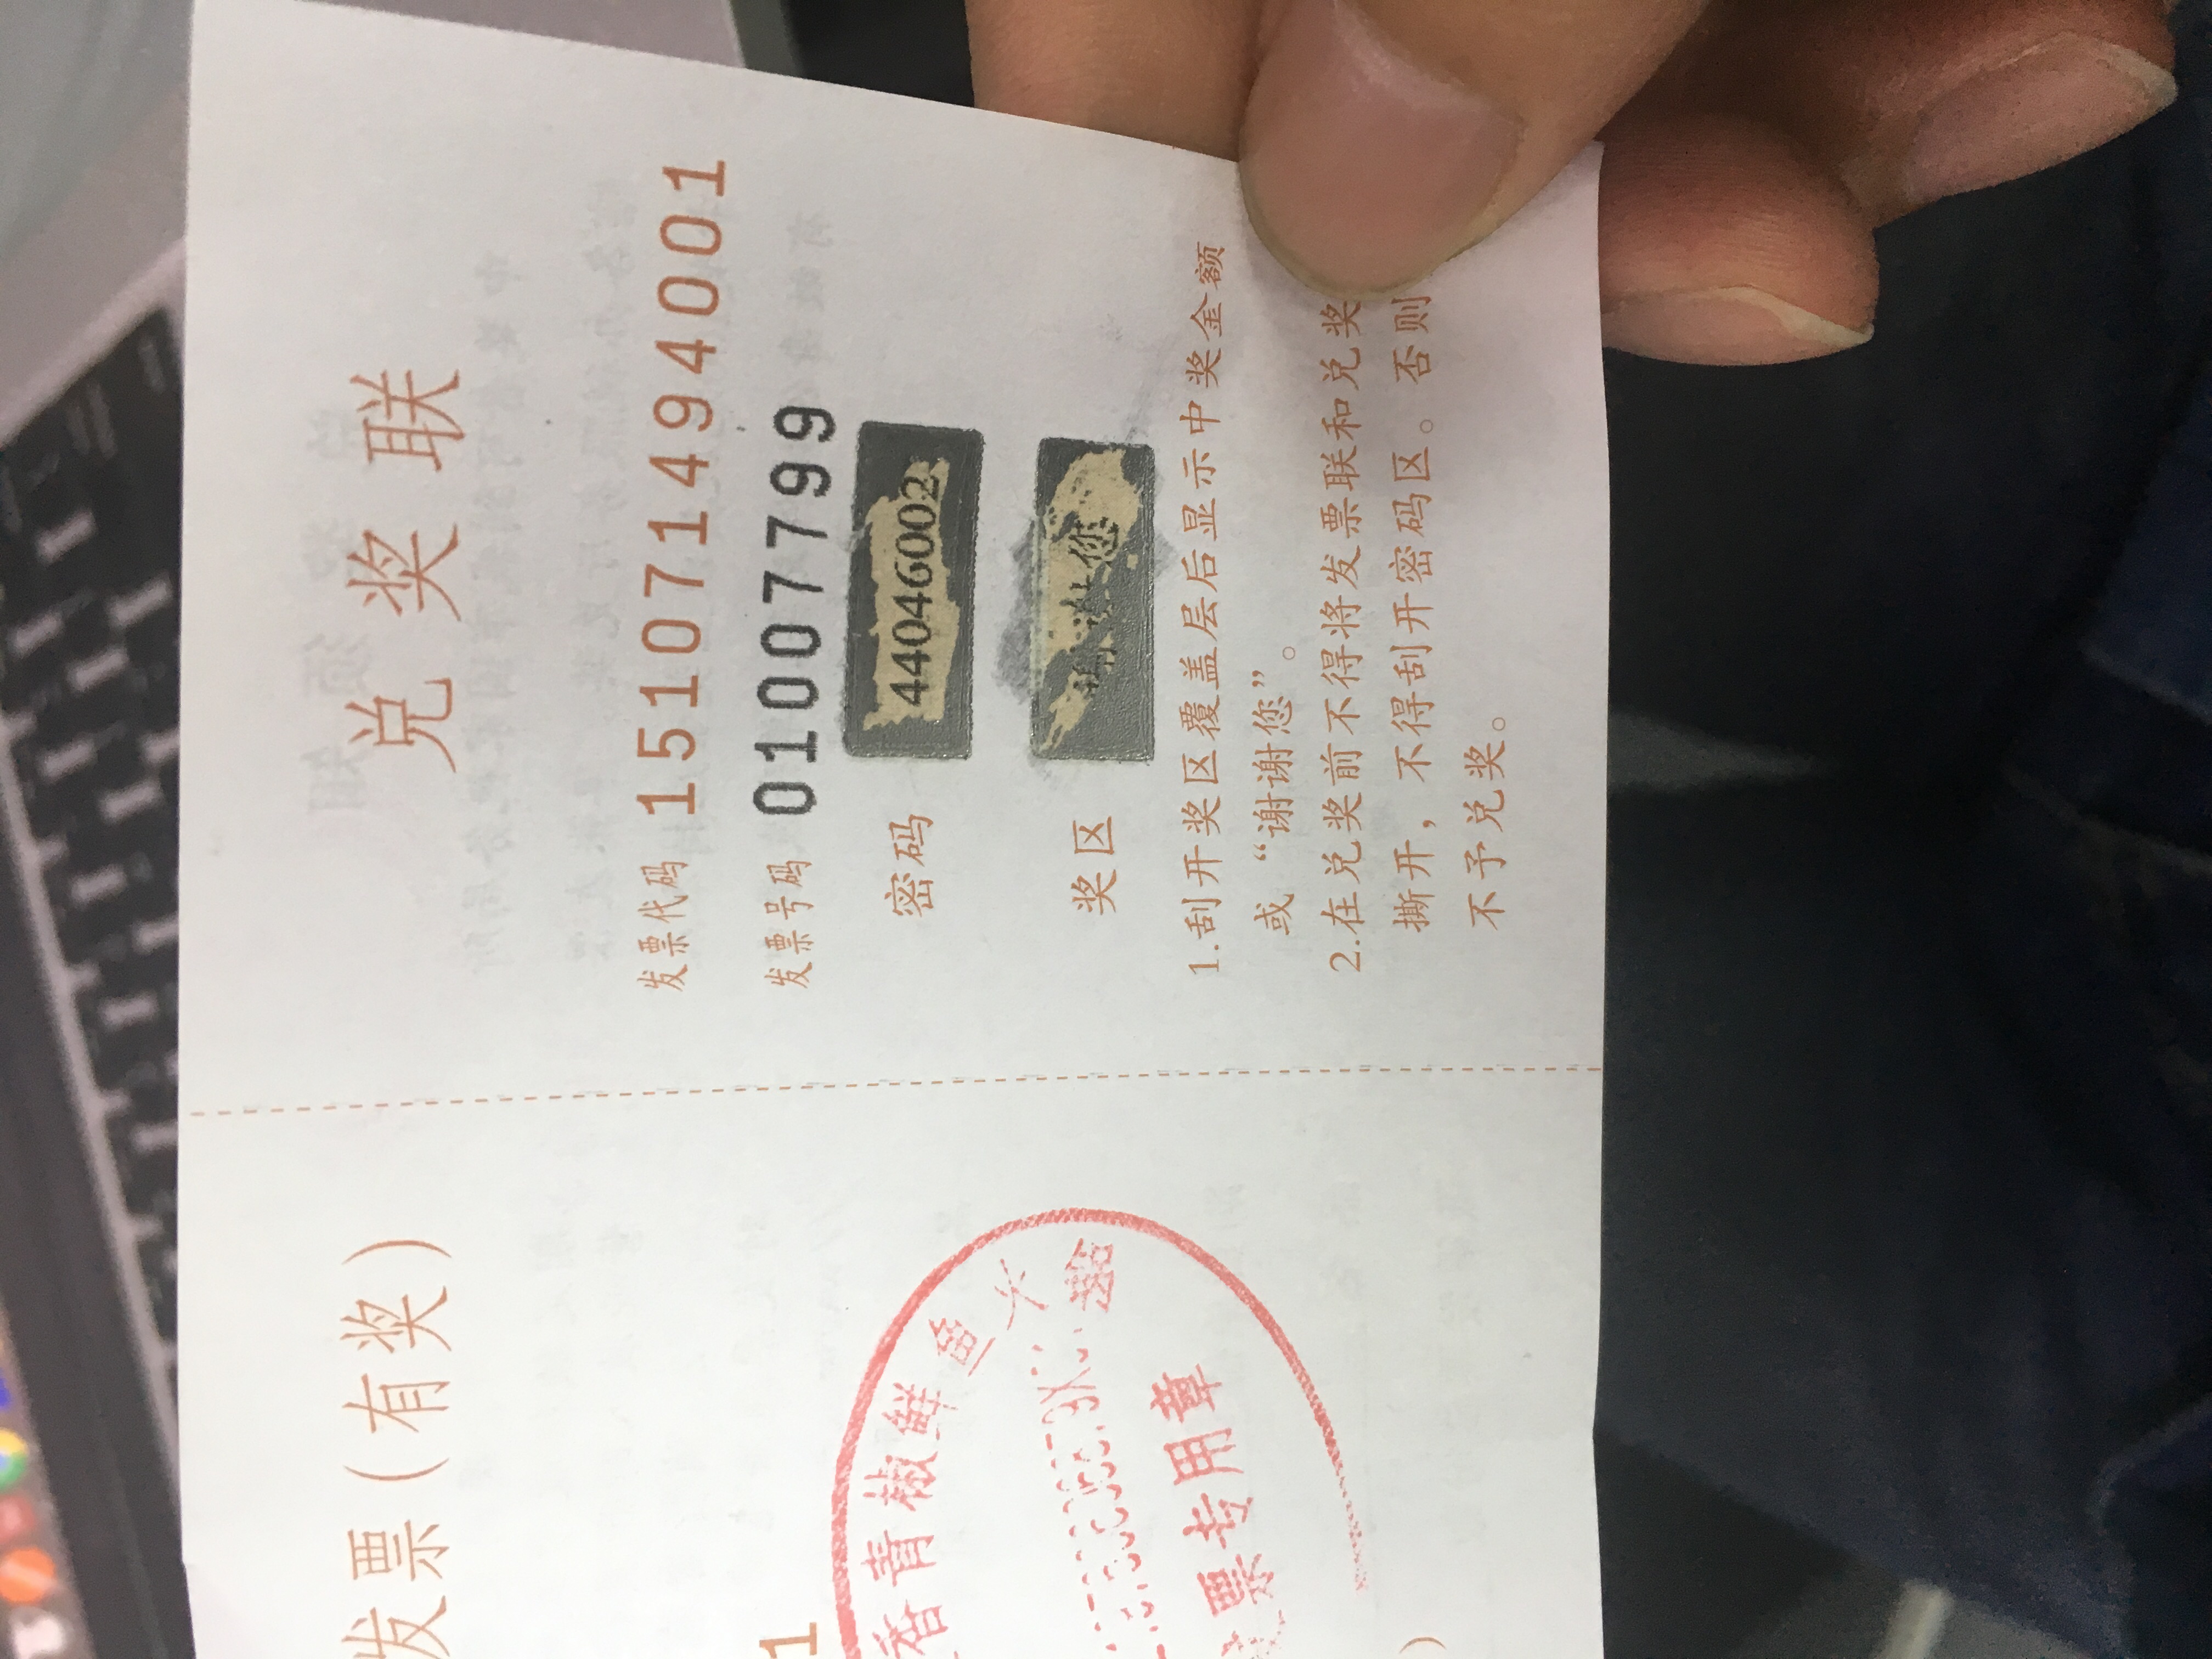 发票（有奖）
1
香青椒鲜鱼火锅
发票专用章
）
兑奖联
发票代码 151071494001
发票号码 01007799
密码 44046002
奖区 谢谢您
1.刮开奖区覆盖层后显示中奖金额
或“谢谢您”。
2.在兑奖前不得将发票联和兑奖
撕开，不得刮开密码区。否则
不予兑奖。